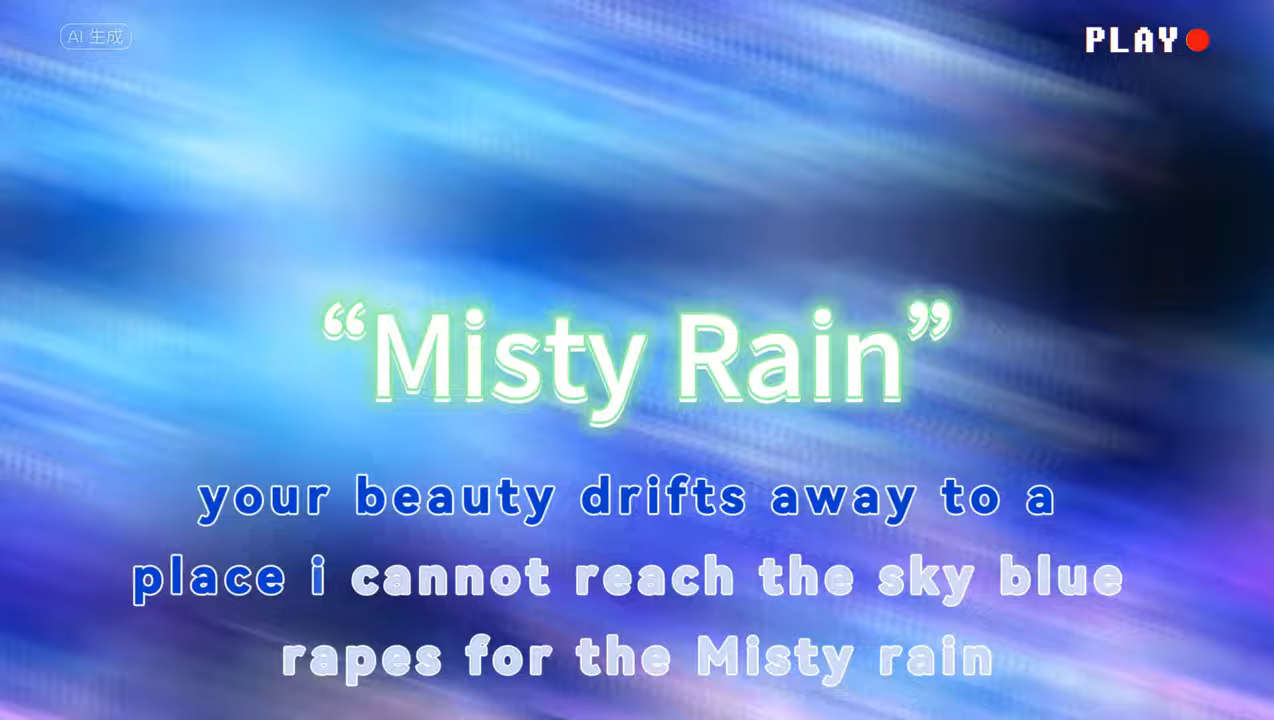 AI 生成
PLAY
“Misty Rain”
your beauty drifts away to a
place i cannot reach the sky blue
rapes for the Misty rain